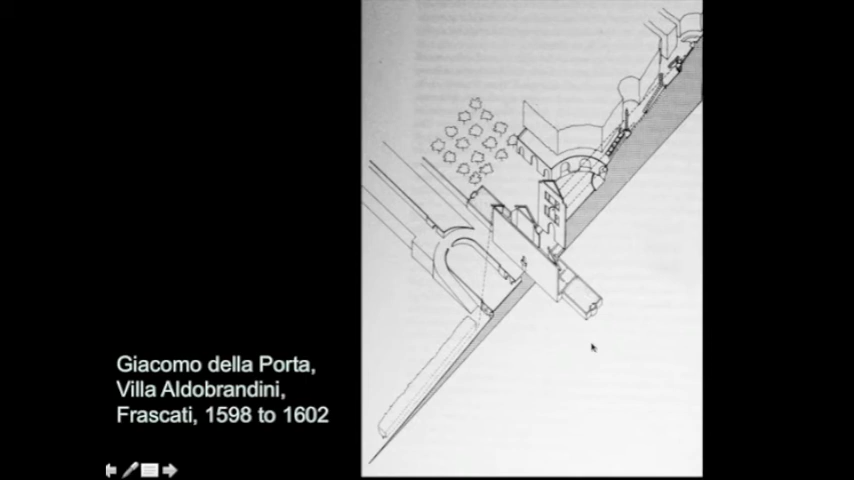 Giacomo della Porta,
Villa Aldobrandini,
Frascati, 1598 to 1602